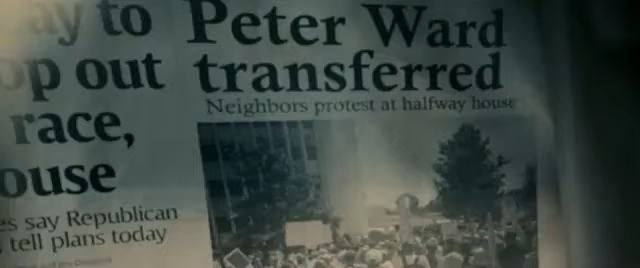 ay to
op out
race,
ouse
es say Republican
tell plans today
Peter Ward
transferred
Neighbors protest at halfway house